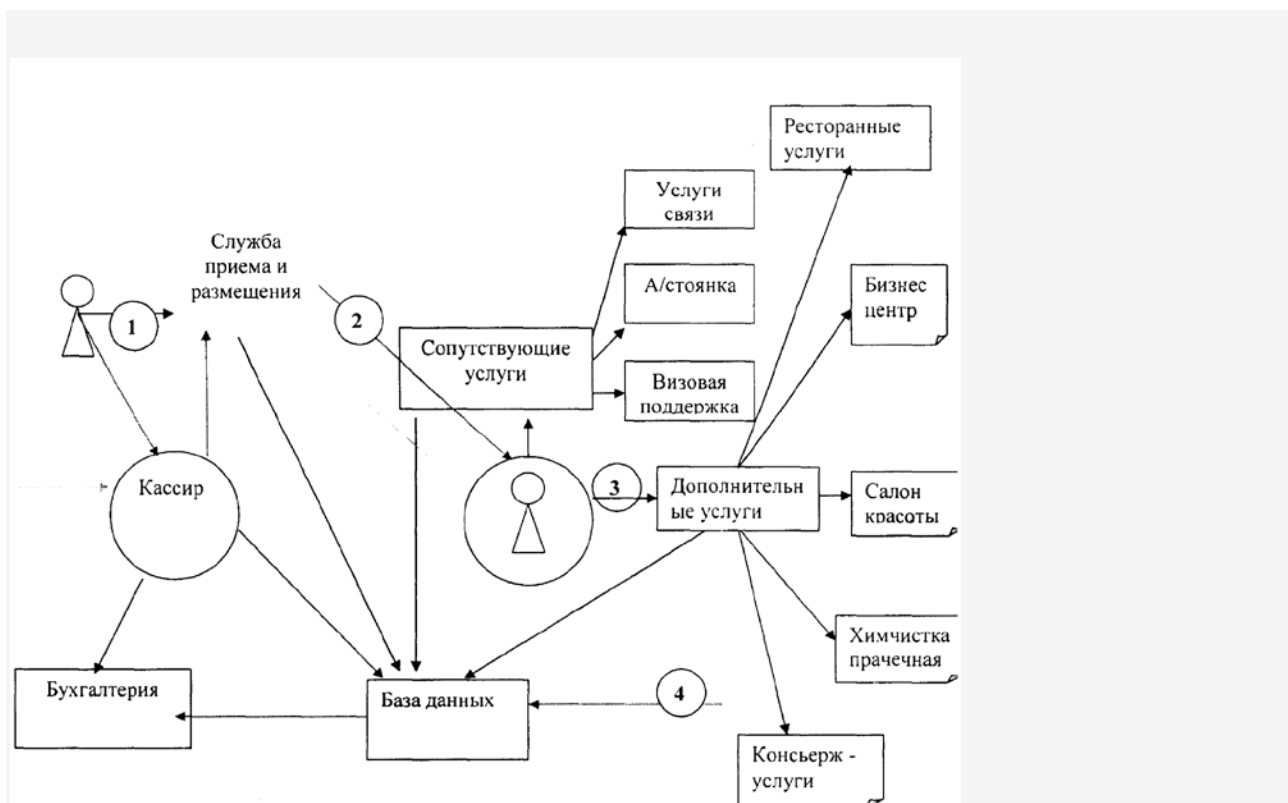 Ресторанные
услуги
Услуги
связи
Служба
приема и
размещения
А/стоянка
Бизнес
центр
1
2
Сопутствующие
услуги
Визовая
поддержка
Кассир
3
Дополнительн
ые услуги
Салон
красоты
Химчистка
прачечная
Бухгалтерия
База данных
4
Консьерж -
услуги